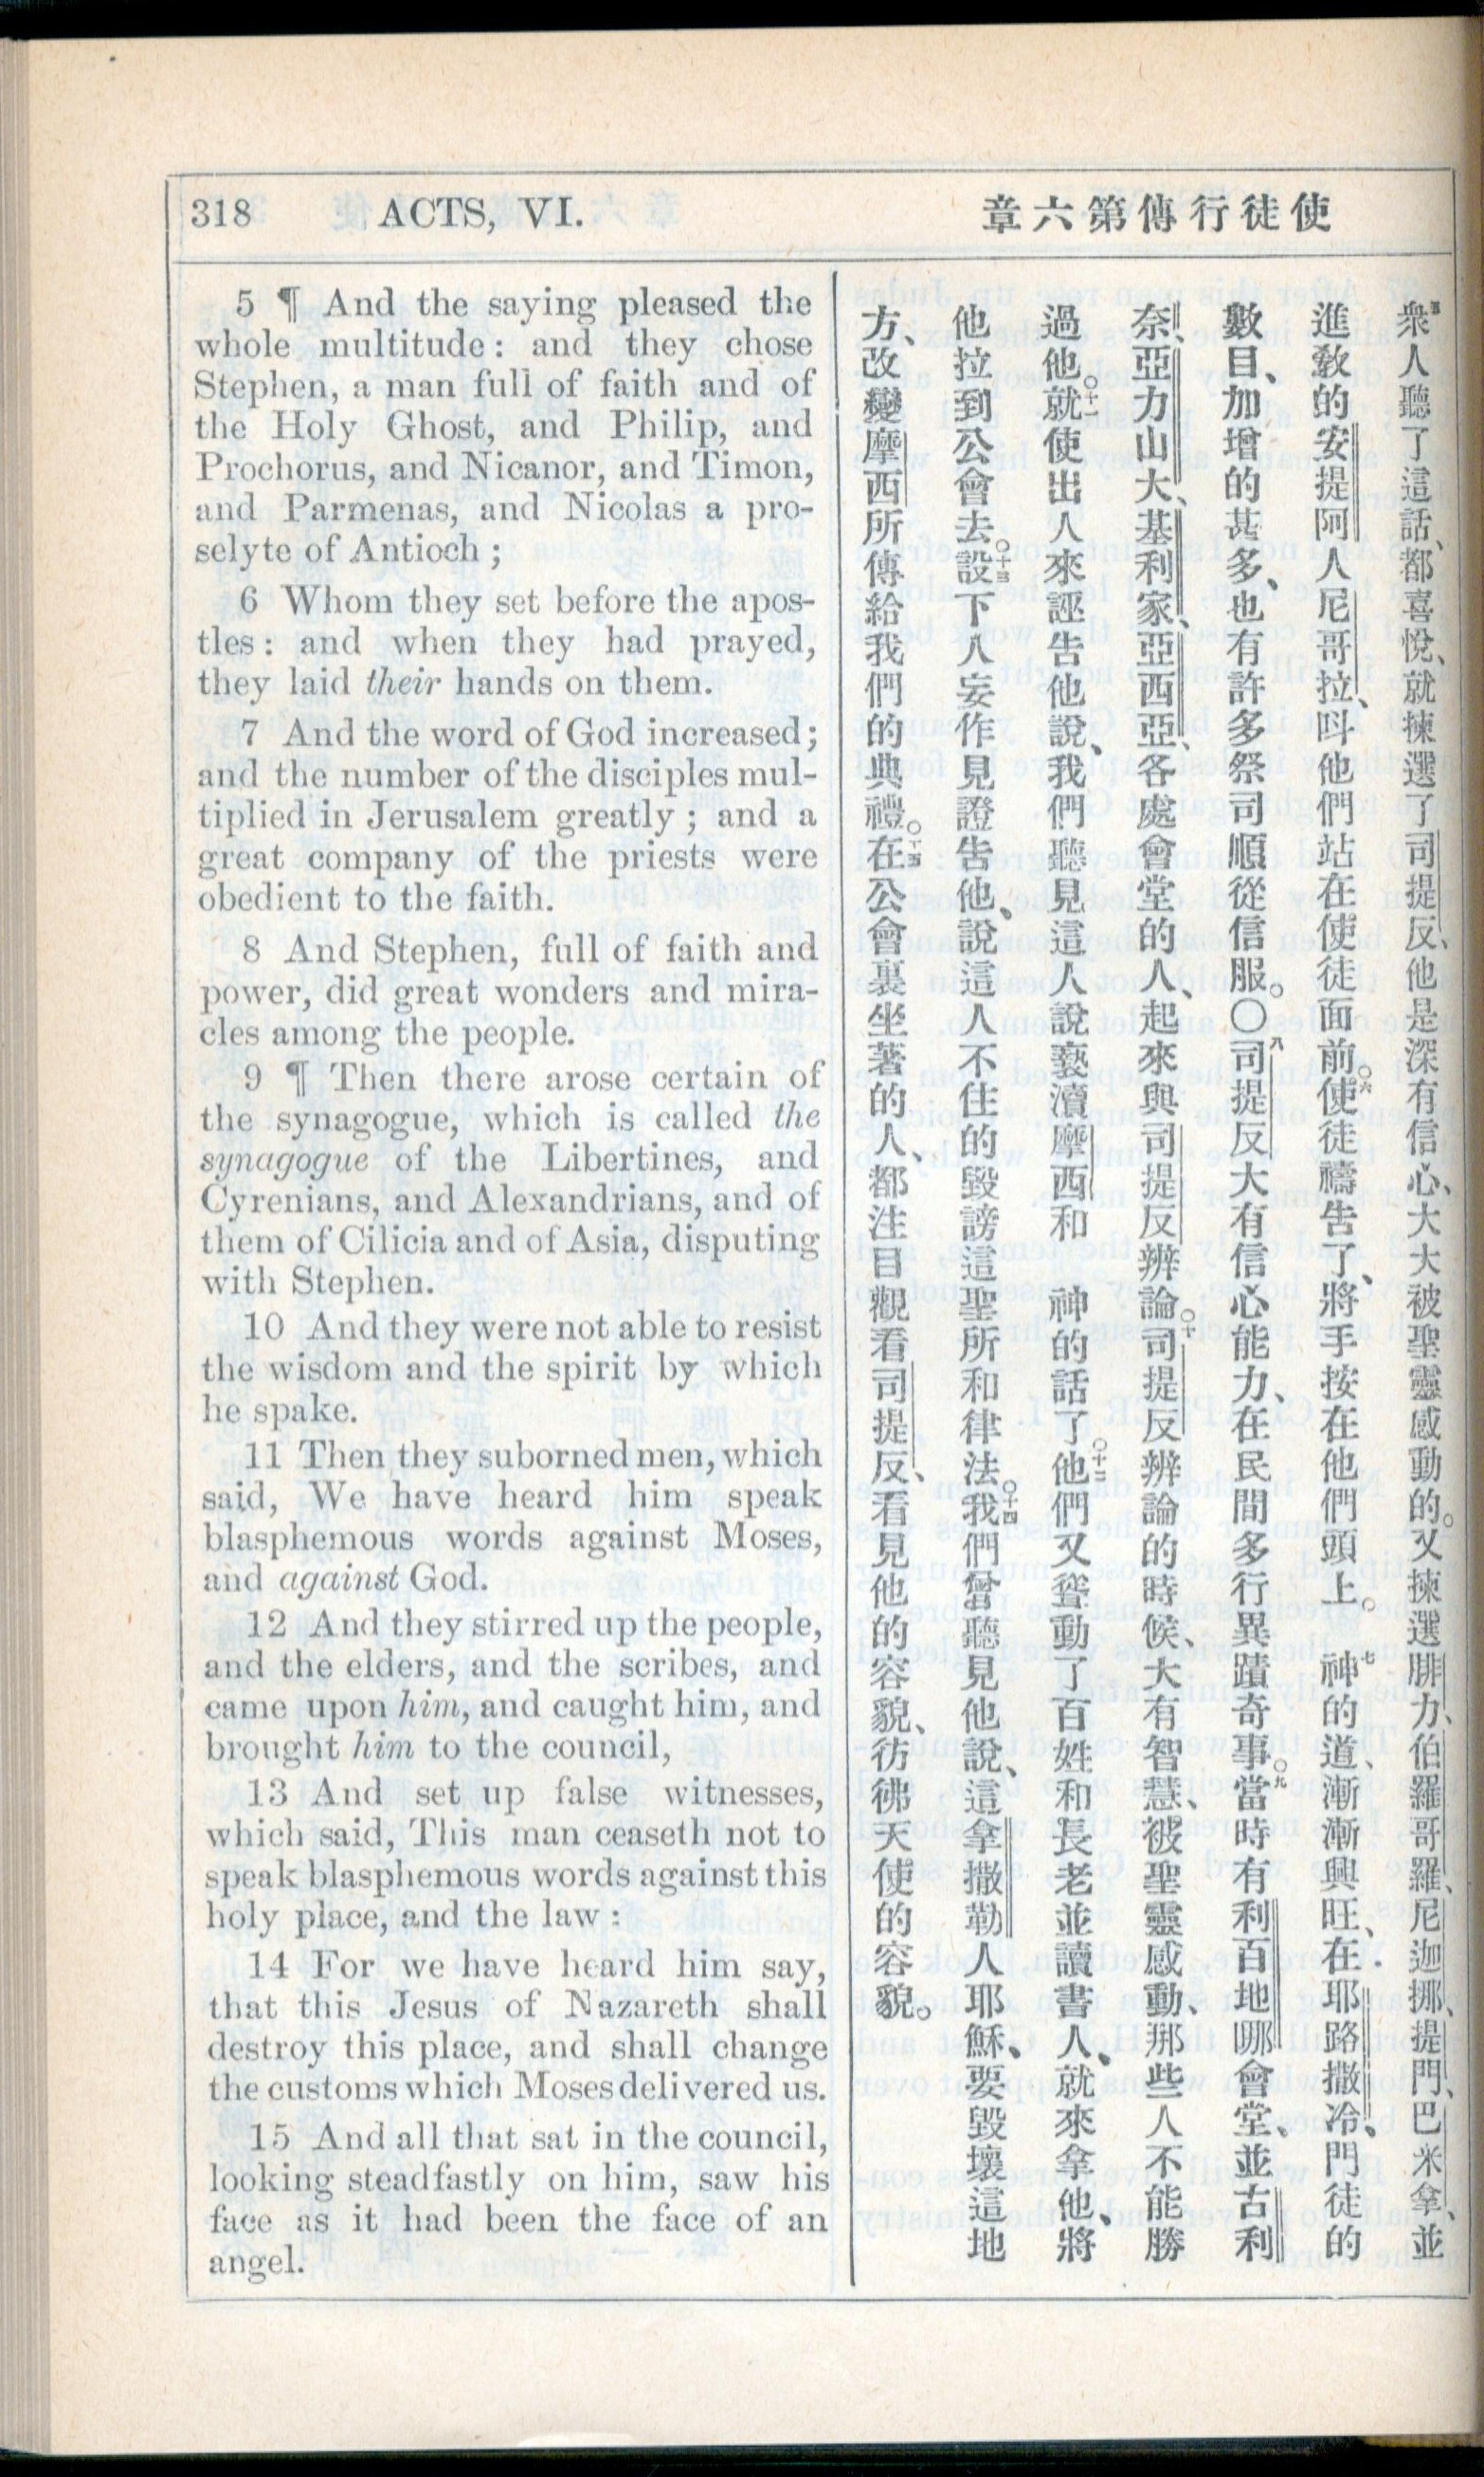 318 ACTS, VI.
使徒行傳第六章
5 ¶ And the saying pleased the
whole multitude: and they chose
Stephen, a man full of faith and of
the Holy Ghost, and Philip, and
Prochorus, and Nicanor, and Timon,
and Parmenas, and Nicolas a pro-
selyte of Antioch;
6 Whom they set before the apos-
tles: and when they had prayed,
they laid their hands on them.
7 And the word of God increased;
and the number of the disciples mul-
tiplied in Jerusalem greatly; and a
great company of the priests were
obedient to the faith.
8 And Stephen, full of faith and
power, did great wonders and mira-
cles among the people.
9 ¶ Then there arose certain of
the synagogue, which is called the
synagogue of the Libertines, and
Cyrenians, and Alexandrians, and of
them of Cilicia and of Asia, disputing
with Stephen.
10 And they were not able to resist
the wisdom and the spirit by which
he spake.
11 Then they suborned men, which
said, We have heard him speak
blasphemous words against Moses,
and against God.
12 And they stirred up the people,
and the elders, and the scribes, and
came upon him, and caught him, and
brought him to the council,
13 And set up false witnesses,
which said, This man ceaseth not to
speak blasphemous words against this
holy place, and the law:
14 For we have heard him say,
that this Jesus of Nazareth shall
destroy this place, and shall change
the customs which Moses delivered us.
15 And all that sat in the council,
looking steadfastly on him, saw his
face as it had been the face of an
angel.
五衆人聽了這話、都喜悅、就揀選了司提反、他是深有信心、大大被聖靈感動的。又揀選腓力、伯羅哥羅、尼迦挪、提門、巴米拿、並
進敎的安提阿人尼哥拉、呌他們站在使徒面前。○六使徒禱告了、將手按在他們頭上。七神的道、漸漸興旺、在耶路撒冷、門徒的
數目、加增的甚多、也有許多祭司順從信服。○八司提反大有信心能力、在民間多行異蹟奇事。○九當時有利百地哪會堂、並古利
奈、亞力山大、基利家、亞西亞、各處會堂的人、起來與司提反辨論。○十司提反辨論的時候、大有智慧、被聖靈感動、那些人不能勝
過他。○十一就使出人來誣告他說、我們聽見這人說褻瀆摩西和 神的話了。○十二他們又聳動了百姓和長老並讀書人、就來拿他、將
他拉到公會去。○十三設下人妄作見證告他、說這人不住的毀謗這聖所和律法。○十四我們曾聽見他說、這拿撒勒人耶穌、要毀壞這地
方、改變摩西所傳給我們的典禮。○十五在公會裏坐著的人、都注目觀看司提反、看見他的容貌、彷彿天使的容貌。